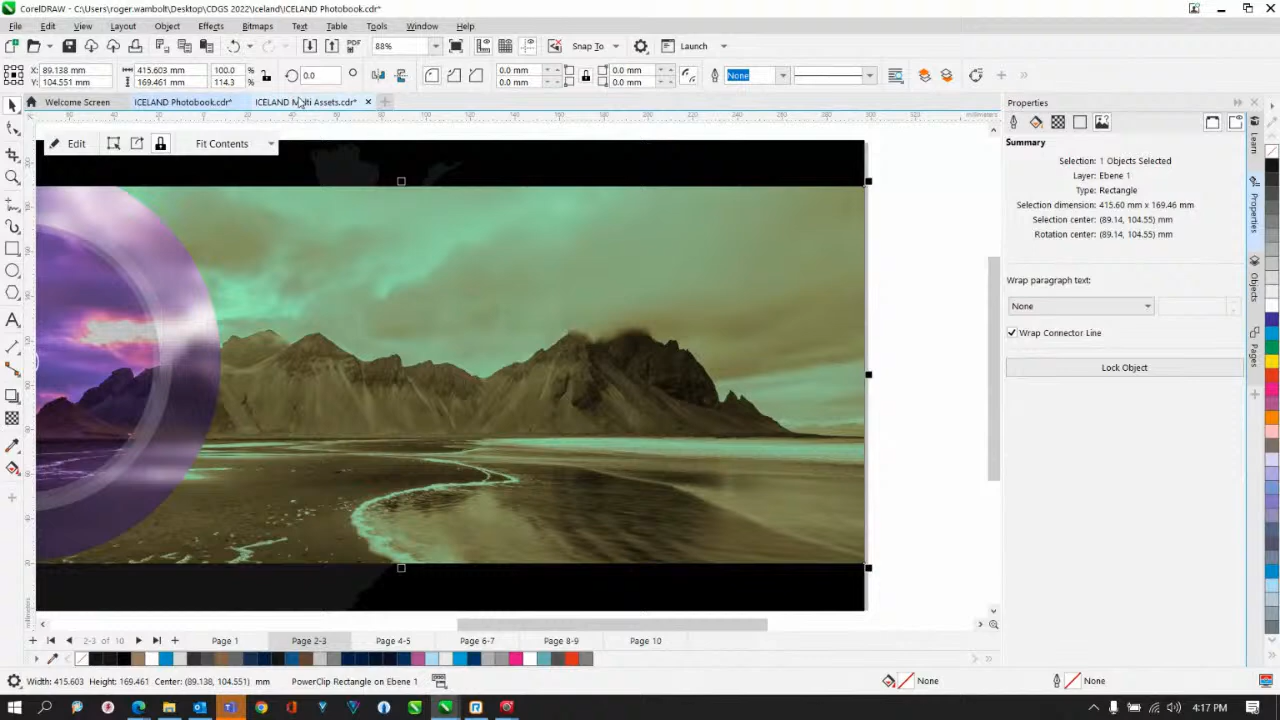 CorelDRAW - C:\Users\roger.wambolt\Desktop\CDGS 2022\Iceland\ICELAND Photobook.cdr*
File Edit View Layout Object Effects Bitmaps Text Table Tools Window Help
PDF 88% Snap To Launch
X: 89.138 mm 415.603 mm 100.0 % 0.0 0.0 mm 0.0 mm None
Y: 104.551 mm 169.461 mm 114.3 % 0.0 mm 0.0 mm
Welcome Screen ICELAND Photobook.cdr* ICELAND Multi Assets.cdr*
millimeters
Edit Fit Contents
Properties
Summary
Selection: 1 Objects Selected
Layer: Ebene 1
Type: Rectangle
Selection dimension: 415.60 mm x 169.46 mm
Selection center: (89.14, 104.55) mm
Rotation center: (89.14, 104.55) mm
Wrap paragraph text:
None
Wrap Connector Line
Lock Object
Learn
Properties
Objects
Pages
millimeters
2-3 of 10 Page 1 Page 2-3 Page 4-5 Page 6-7 Page 8-9 Page 10
Width: 415.603 Height: 169.461 Center: (89.138, 104.551) mm PowerClip Rectangle on Ebene 1 None None
4:17 PM